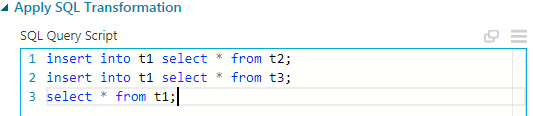 Apply SQL Transformation
SQL Query Script
1 insert into t1 select * from t2;
2 insert into t1 select * from t3;
3 select * from t1;